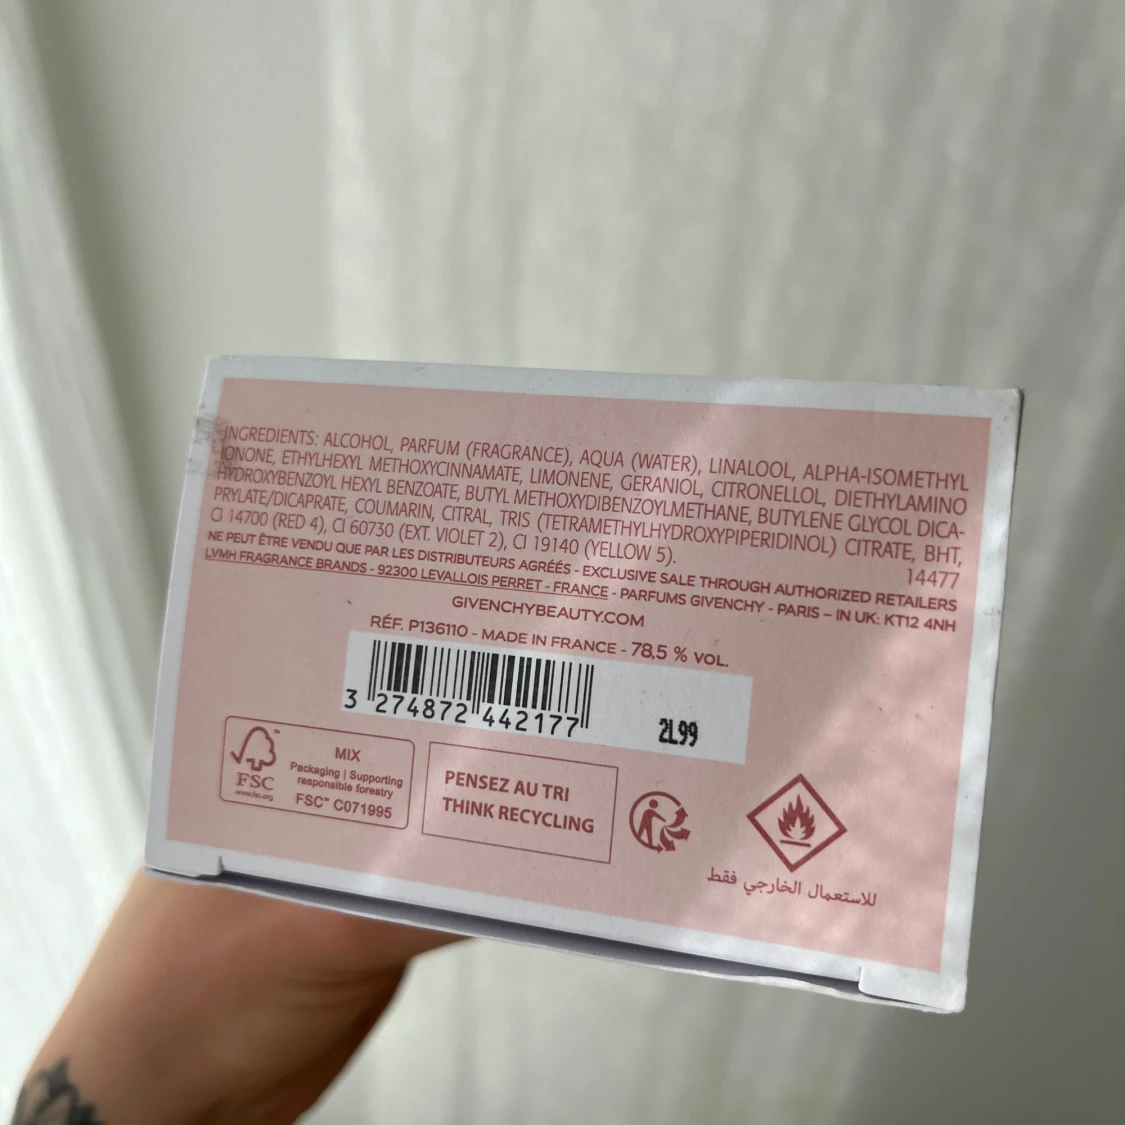 INGREDIENTS: ALCOHOL, PARFUM (FRAGRANCE), AQUA (WATER), LINALOOL, ALPHA-ISOMETHYL
IONONE, ETHYLHEXYL METHOXYCINNAMATE, LIMONENE, GERANIOL, CITRONELLOL, DIETHYLAMINO
HYDROXYBENZOYL HEXYL BENZOATE, BUTYL METHOXYDIBENZOYLMETHANE, BUTYLENE GLYCOL DICA-
PRYLATE/DICAPRATE, COUMARIN, CITRAL, TRIS (TETRAMETHYLHYDROXYPIPERIDINOL) CITRATE, BHT,
CI 14700 (RED 4), CI 60730 (EXT. VIOLET 2), CI 19140 (YELLOW 5). 14477
NE PEUT ÊTRE VENDU QUE PAR LES DISTRIBUTEURS AGRÉÉS - EXCLUSIVE SALE THROUGH AUTHORIZED RETAILERS
LVMH FRAGRANCE BRANDS - 92300 LEVALLOIS PERRET - FRANCE - PARFUMS GIVENCHY - PARIS – IN UK: KT12 4NH
GIVENCHYBEAUTY.COM
RÉF. P136110 - MADE IN FRANCE - 78,5 % VOL.
3 274872 442177
2L99
FSC
www.fsc.org
MIX
Packaging | Supporting
responsible forestry
FSC™ C071995
PENSEZ AU TRI
THINK RECYCLING
للاستعمال الخارجي فقط